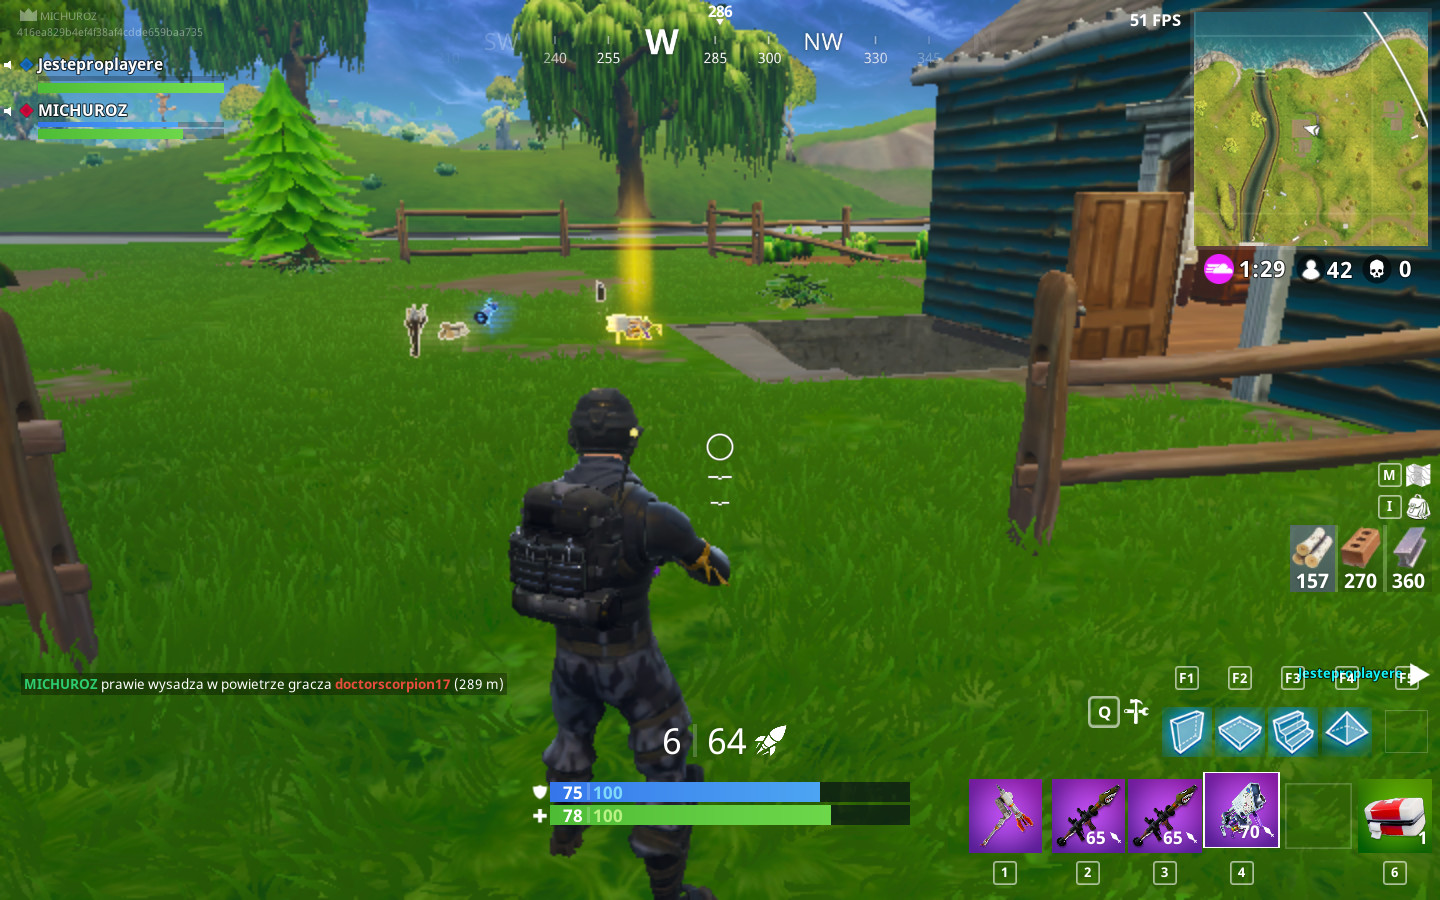 MICHUROZ
416ea829b4ef4f38af4cdde659baa735
Jesteproplayere
MICHUROZ
286
SW 240 255 W 285 300 NW 330 345
51 FPS
1:29 42 0
M
I
157 270 360
MICHUROZ prawie wysadza w powietrze gracza doctorscorpion17 (289 m)
Jesteproplayere
F1 F2 F3 F4 F5
Q
6 64
75 100
78 100
65 65 70 1
1 2 3 4 6